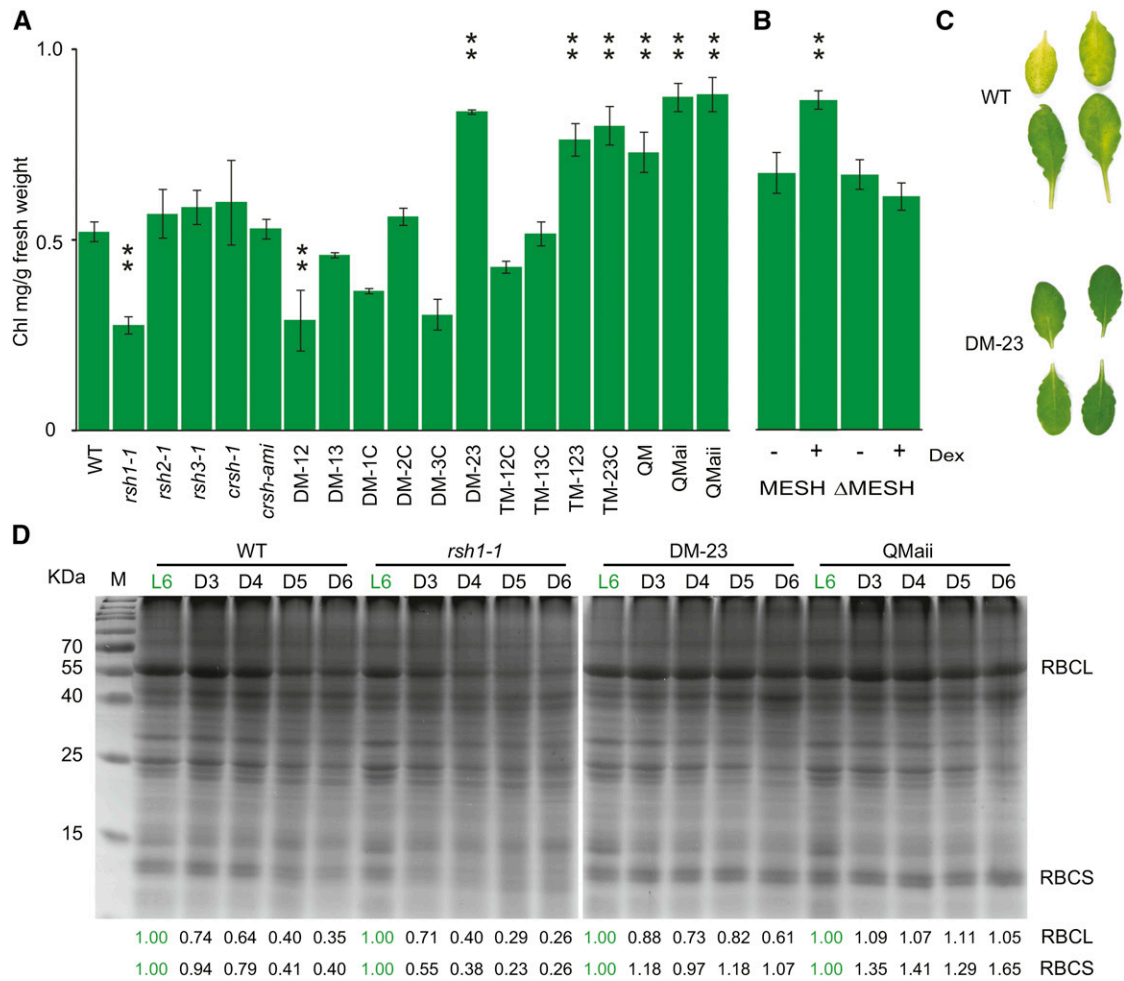 A
B
C
Chl mg/g fresh weight
1.0
0.5
0
* * * * * * * * *
* * * * * * * * *
WT
rsh1-1
rsh2-1
rsh3-1
crsh-1
crsh-ami
DM-12
DM-13
DM-1C
DM-2C
DM-3C
DM-23
TM-12C
TM-13C
TM-123
TM-23C
QM
QMai
QMaii
- + - + Dex
MESH ΔMESH
WT
DM-23
D
WT rsh1-1 DM-23 QMaii
KDa M L6 D3 D4 D5 D6 L6 D3 D4 D5 D6 L6 D3 D4 D5 D6 L6 D3 D4 D5 D6
70
55 RBCL
40
25
15
RBCS
1.00 0.74 0.64 0.40 0.35 1.00 0.71 0.40 0.29 0.26 1.00 0.88 0.73 0.82 0.61 1.00 1.09 1.07 1.11 1.05 RBCL
1.00 0.94 0.79 0.41 0.40 1.00 0.55 0.38 0.23 0.26 1.00 1.18 0.97 1.18 1.07 1.00 1.35 1.41 1.29 1.65 RBCS